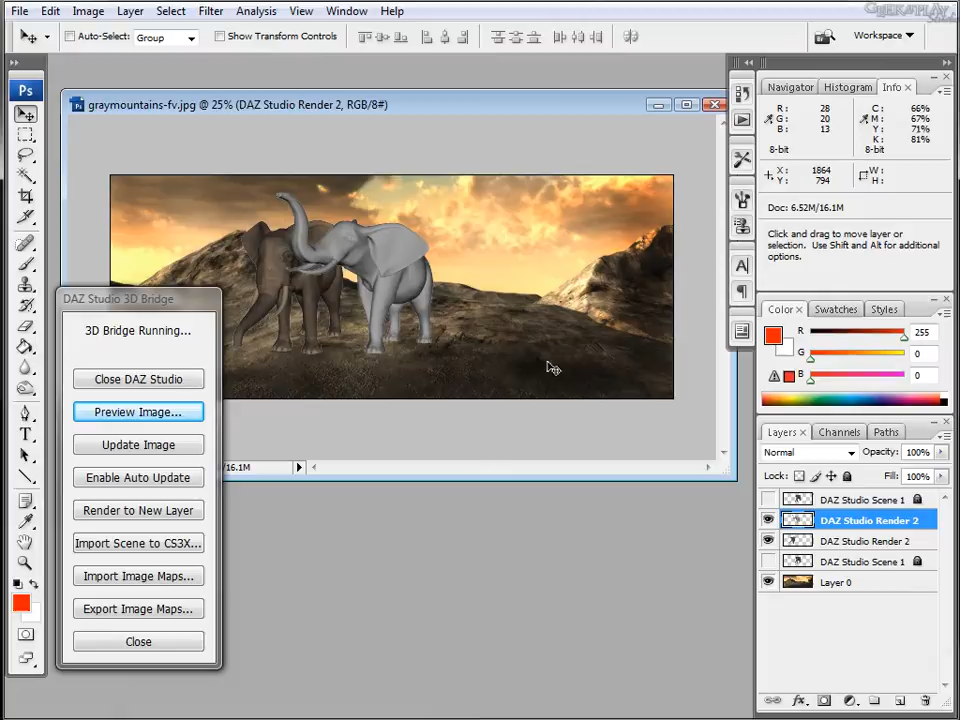 File Edit Image Layer Select Filter Analysis View Window Help
Auto-Select: Group Show Transform Controls Workspace
Ps
graymountains-fv.jpg @ 25% (DAZ Studio Render 2, RGB/8#)
Navigator Histogram Info x
R: 28 C: 66%
G: 20 M: 67%
B: 13 Y: 71%
K: 81%
8-bit 8-bit
X: 1864 W:
Y: 794 H:
Doc: 6.52M/16.1M
Click and drag to move layer or
selection. Use Shift and Alt for additional
options.
Color x Swatches Styles
R 255
G 0
B 0
Layers x Channels Paths
Normal Opacity: 100%
Lock: Fill: 100%
DAZ Studio Scene 1
DAZ Studio Render 2
DAZ Studio Render 2
DAZ Studio Scene 1
Layer 0
DAZ Studio 3D Bridge
3D Bridge Running...
Close DAZ Studio
Preview Image...
Update Image
Enable Auto Update
Render to New Layer
Import Scene to CS3X...
Import Image Maps...
Export Image Maps...
Close
/16.1M